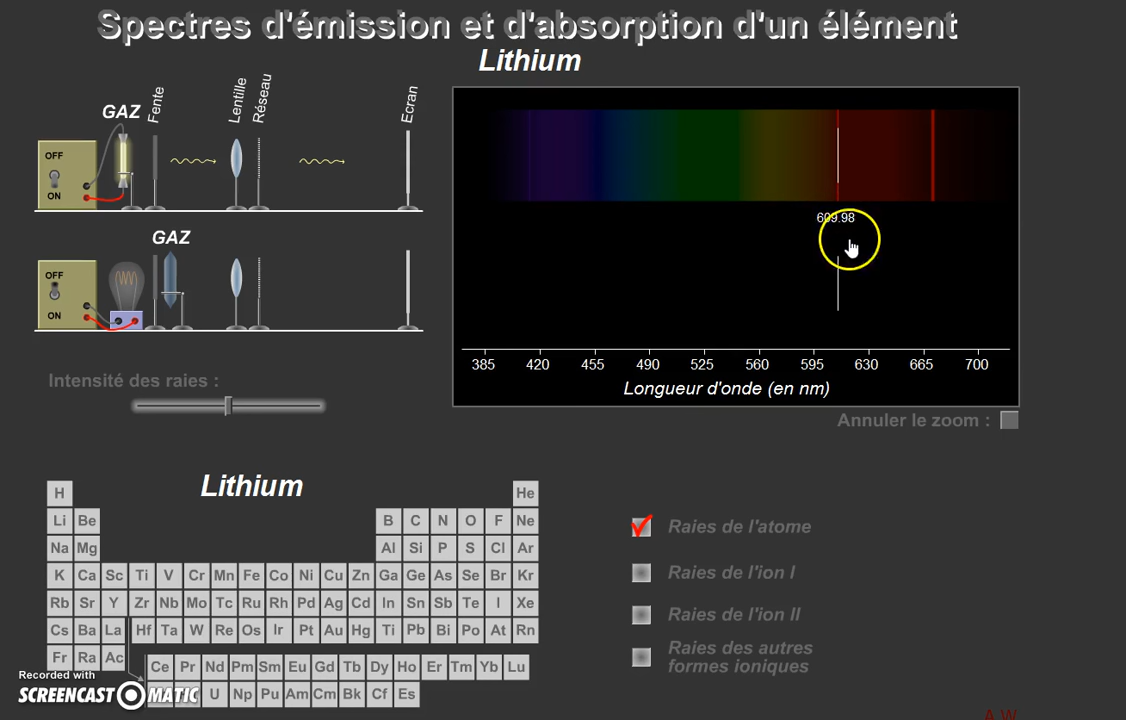 Spectres d'émission et d'absorption d'un élément
Lithium
GAZ
Fente
Lentille
Réseau
Ecran
OFF
ON
GAZ
OFF
ON
609.98
385 420 455 490 525 560 595 630 665 700
Longueur d'onde (en nm)
Intensité des raies :
Annuler le zoom :
Lithium
H He
Li Be B C N O F Ne
Na Mg Al Si P S Cl Ar
K Ca Sc Ti V Cr Mn Fe Co Ni Cu Zn Ga Ge As Se Br Kr
Rb Sr Y Zr Nb Mo Tc Ru Rh Pd Ag Cd In Sn Sb Te I Xe
Cs Ba La Hf Ta W Re Os Ir Pt Au Hg Ti Pb Bi Po At Rn
Fr Ra Ac
Ce Pr Nd Pm Sm Eu Gd Tb Dy Ho Er Tm Yb Lu
U Np Pu Am Cm Bk Cf Es
Raies de l'atome
Raies de l'ion I
Raies de l'ion II
Raies des autres
formes ioniques
Recorded with
SCREENCAST MATIC
A.W.